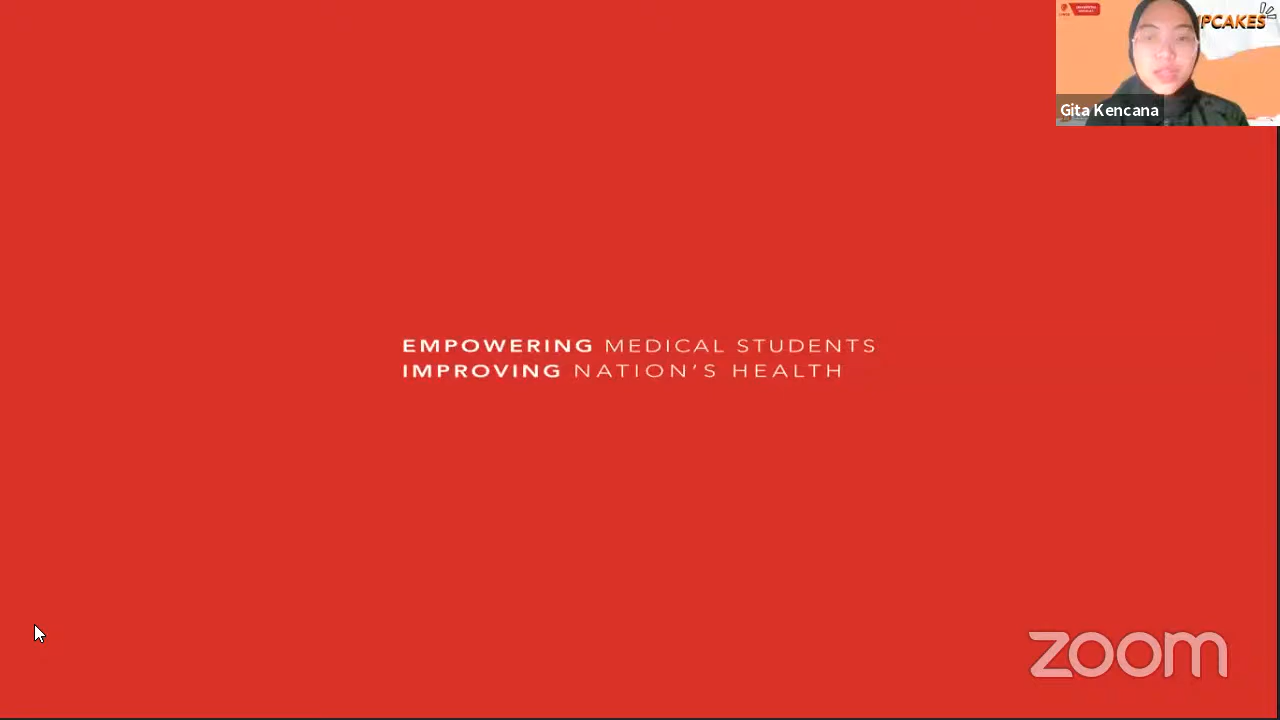 PCAKES
Gita Kencana
EMPOWERING MEDICAL STUDENTS
IMPROVING NATION'S HEALTH
zoom